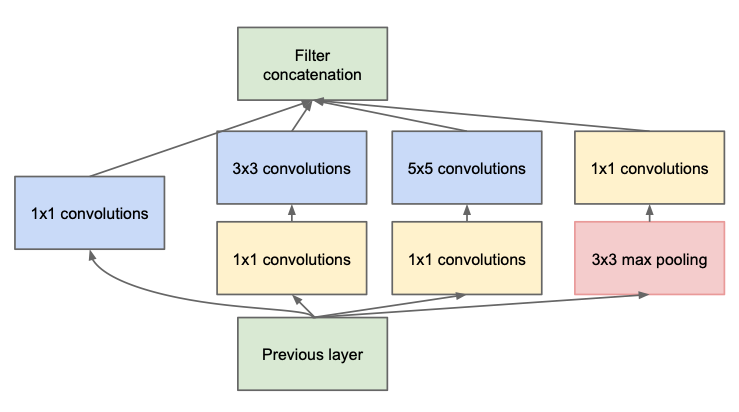 Filter
concatenation
3x3 convolutions
5x5 convolutions
1x1 convolutions
1x1 convolutions
1x1 convolutions
1x1 convolutions
3x3 max pooling
Previous layer